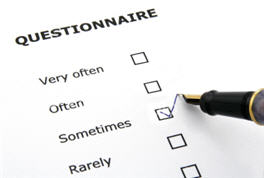 QUESTIONNAIRE
Very often
Often
Sometimes
Rarely